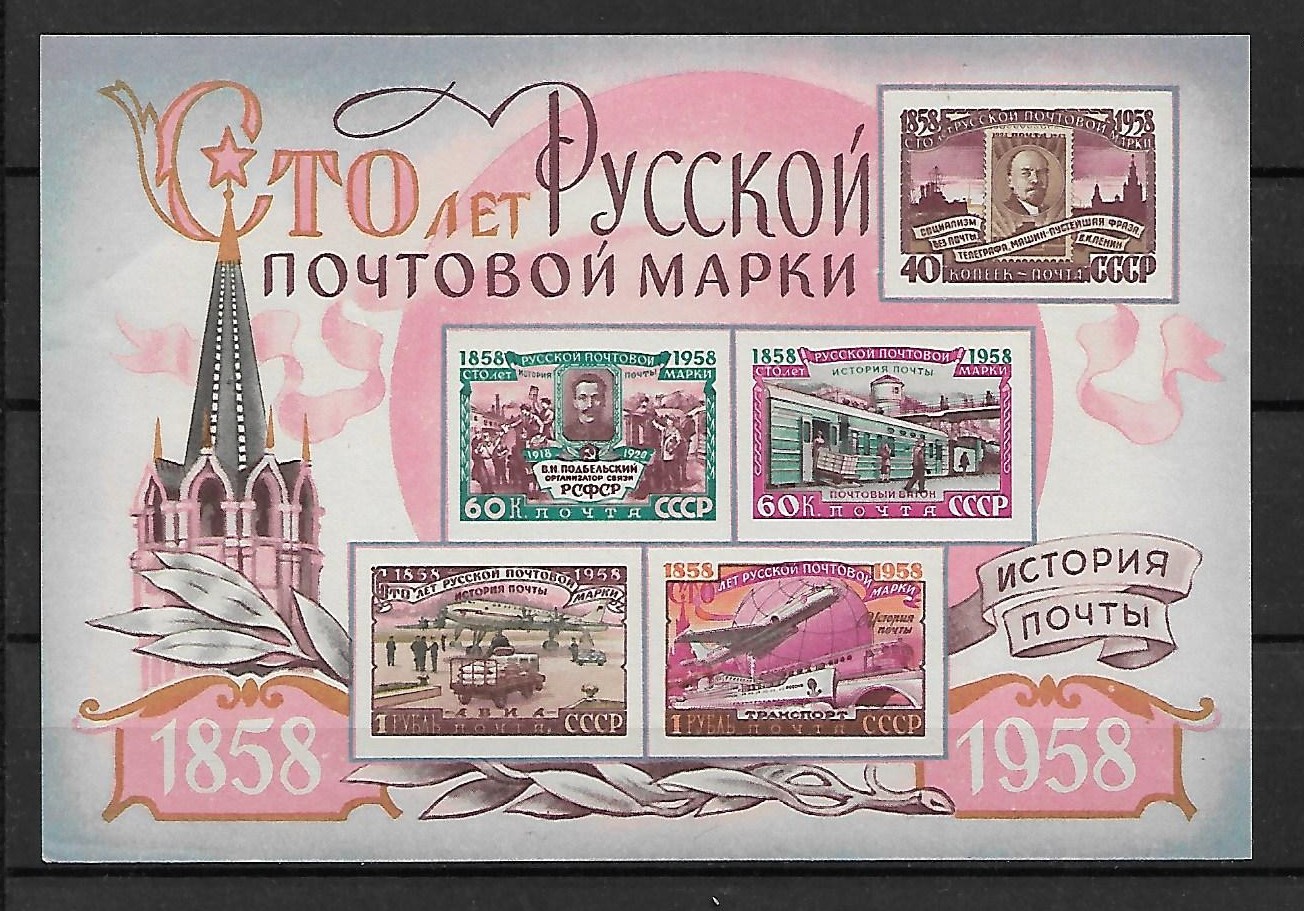 Сто лет Русской
почтовой марки
1858 1958
СТО ЛЕТ РУССКОЙ ПОЧТОВОЙ МАРКИ
СОЦИАЛИЗМ
БЕЗ ПОЧТЫ,
ТЕЛЕГРАФА, МАШИН-ПУСТЕЙШАЯ ФРАЗА.
В.И.ЛЕНИН
40 КОПЕЕК-ПОЧТА СССР
1858 РУССКОЙ ПОЧТОВОЙ 1958
СТО лет МАРКИ
ИСТОРИЯ ПОЧТЫ
1918 1920
В.Н. ПОДБЕЛЬСКИЙ
ОРГАНИЗАТОР СВЯЗИ
РСФСР
60 К. ПОЧТА СССР
1858 РУССКОЙ ПОЧТОВОЙ 1958
СТО лет МАРКИ
ИСТОРИЯ ПОЧТЫ
ПОЧТОВЫЙ ВАГОН
60 К. ПОЧТА СССР
1858 1958
СТО ЛЕТ РУССКОЙ ПОЧТОВОЙ МАРКИ
ИСТОРИЯ ПОЧТЫ
АВИА
1 РУБЛЬ ПОЧТА. СССР
1858 1958
СТО ЛЕТ РУССКОЙ ПОЧТОВОЙ МАРКИ
История
почты
РОССИЯ
ТРАНСПОРТ
1 РУБЛЬ ПОЧТА СССР
ИСТОРИЯ
ПОЧТЫ
1858
1958